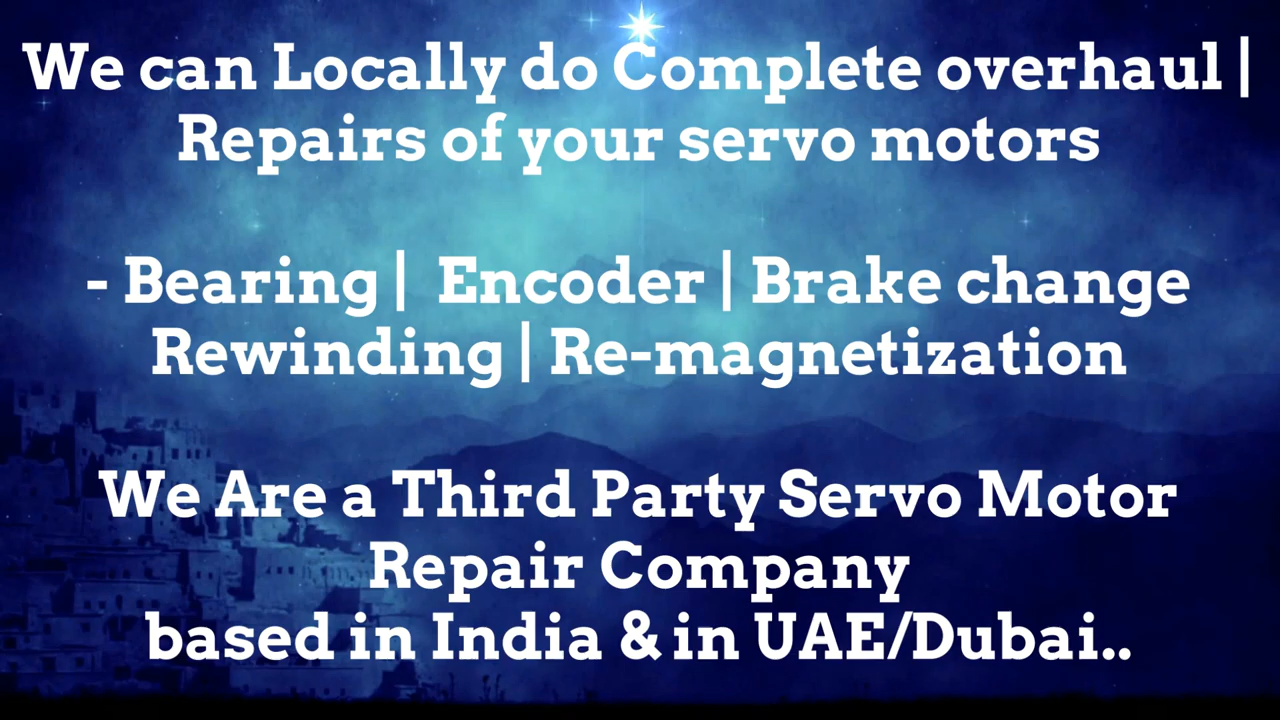 We can Locally do Complete overhaul |
Repairs of your servo motors
- Bearing | Encoder | Brake change
Rewinding | Re-magnetization
We Are a Third Party Servo Motor
Repair Company
based in India & in UAE/Dubai..